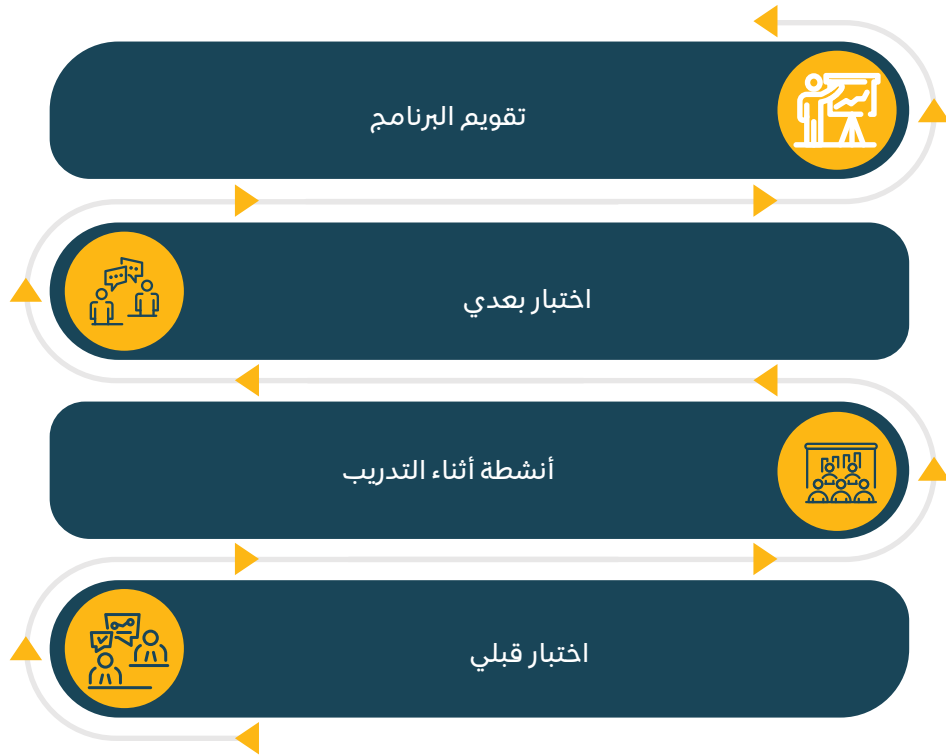 تقويم البرنامج
اختبار بعدي
أنشطة أثناء التدريب
اختبار قبلي